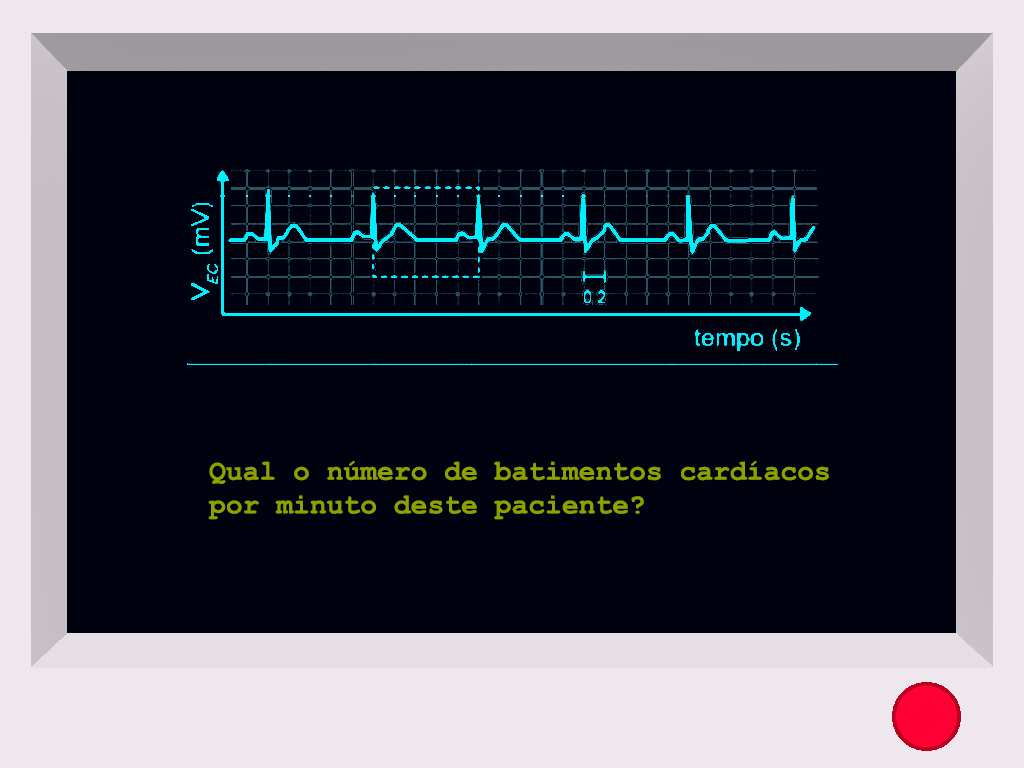 V_EC (mV)
0.2
tempo (s)
Qual o número de batimentos cardíacos
por minuto deste paciente?